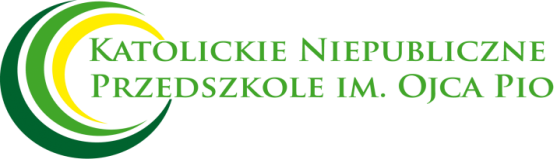 Katolickie Niepubliczne
Przedszkole im. Ojca Pio